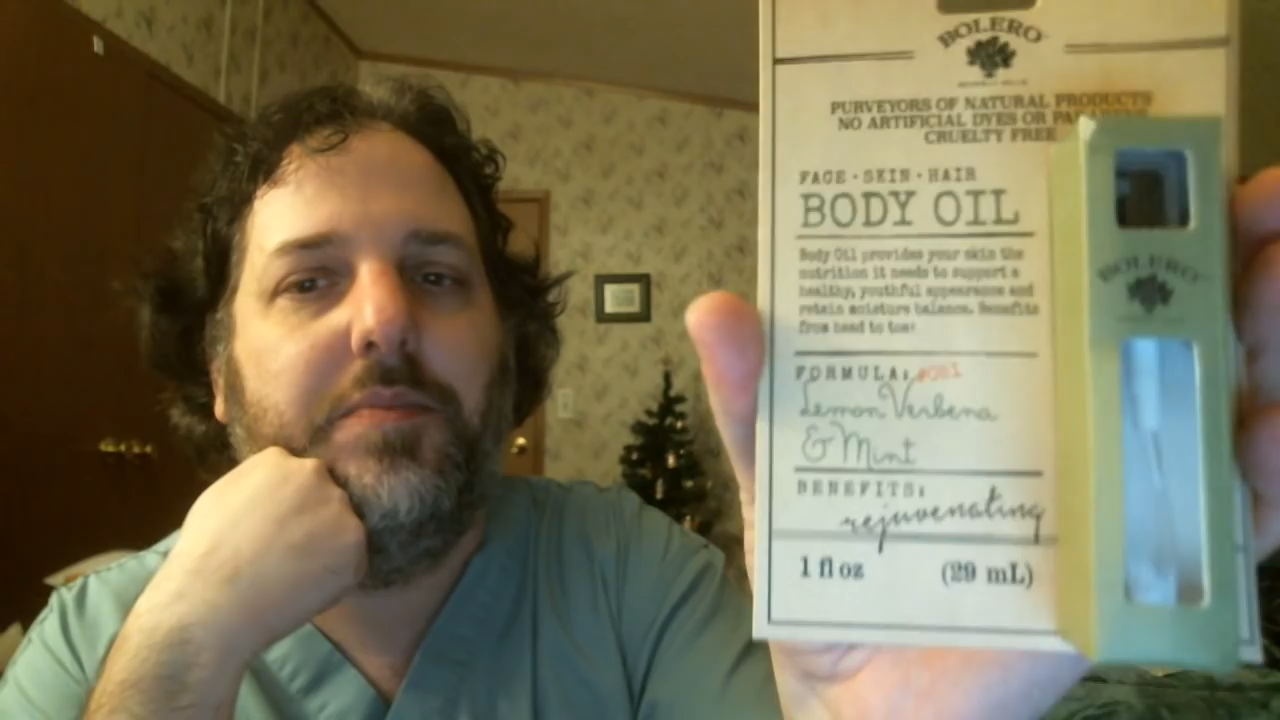 BOLERO
PURVEYORS OF NATURAL PRODUCTS
NO ARTIFICIAL DYES OR PARABENS
CRUELTY FREE
FACE · SKIN · HAIR
BODY OIL
Body Oil provides your skin the
nutrition it needs to support a
healthy, youthful appearance and
retain moisture balance. Benefits
from head to toe!
FORMULA: #081
Lemon Verbena
& Mint
BENEFITS:
rejuvenating
1 fl oz (29 mL)
BOLERO